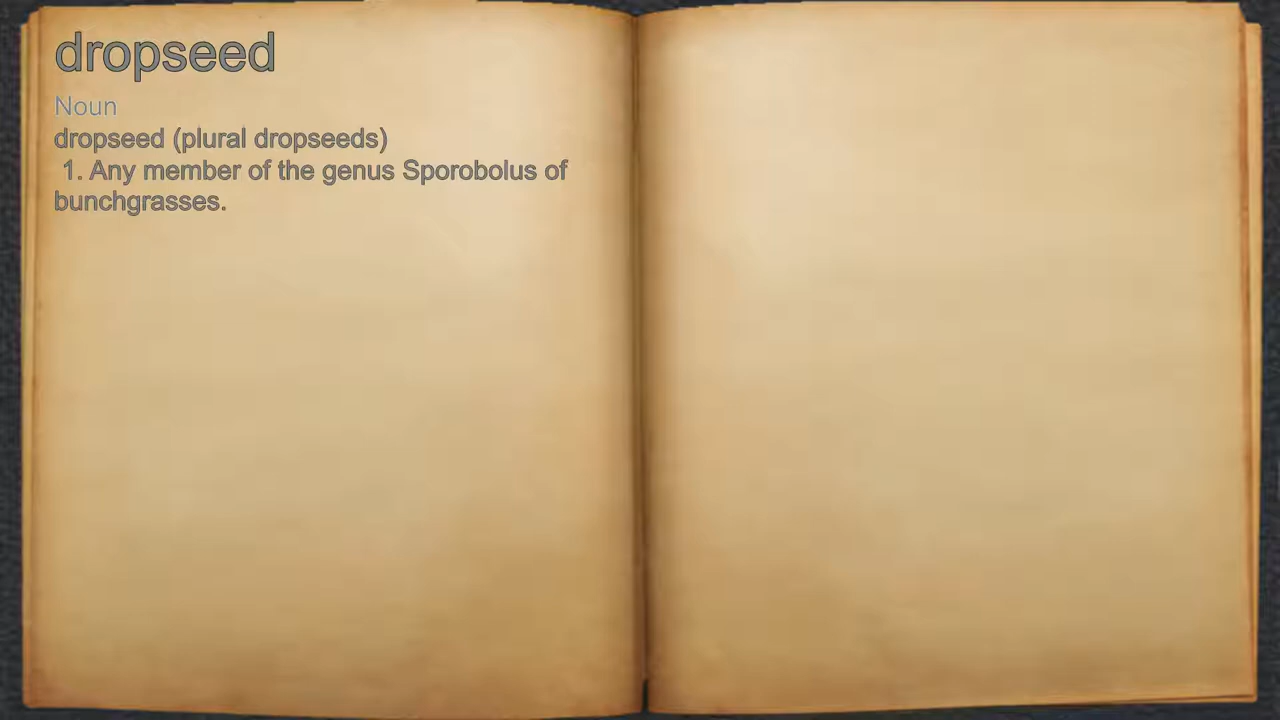 dropseed
Noun
dropseed (plural dropseeds)
1. Any member of the genus Sporobolus of
bunchgrasses.